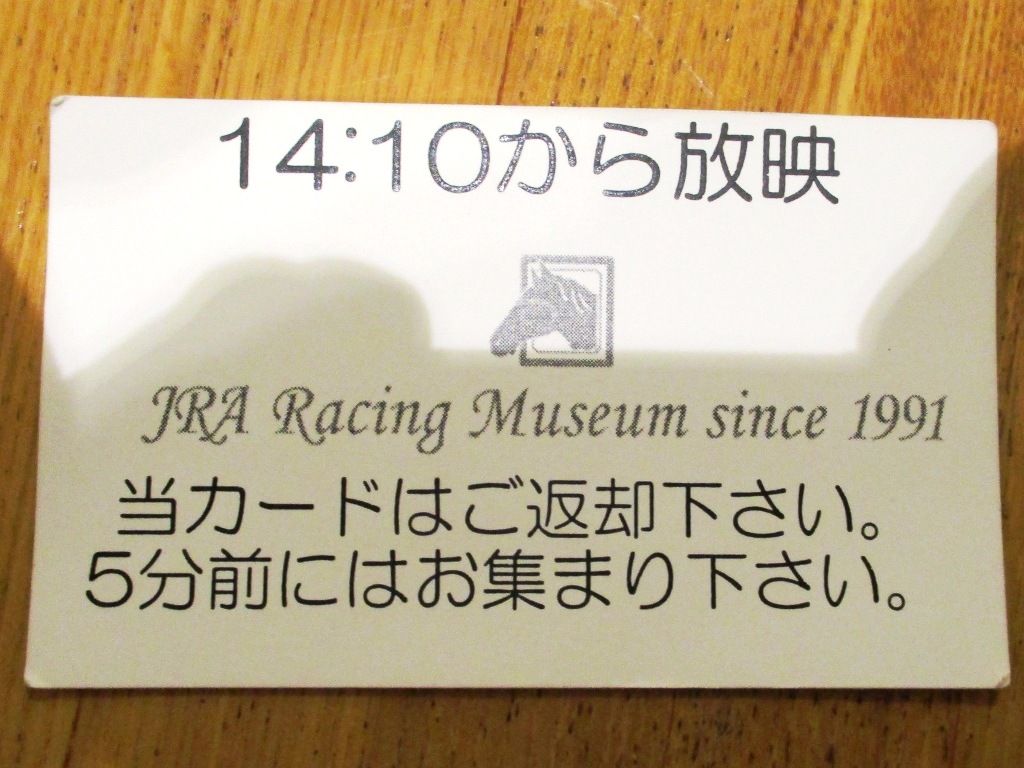 14:10から放映
JRA Racing Museum since 1991
当カードはご返却下さい。
5分前にはお集まり下さい。